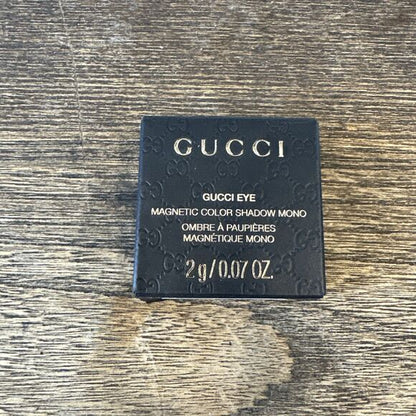 GUCCI
GUCCI EYE
MAGNETIC COLOR SHADOW MONO
OMBRE À PAUPIÈRES
MAGNÉTIQUE MONO
2 g/0.07 OZ.